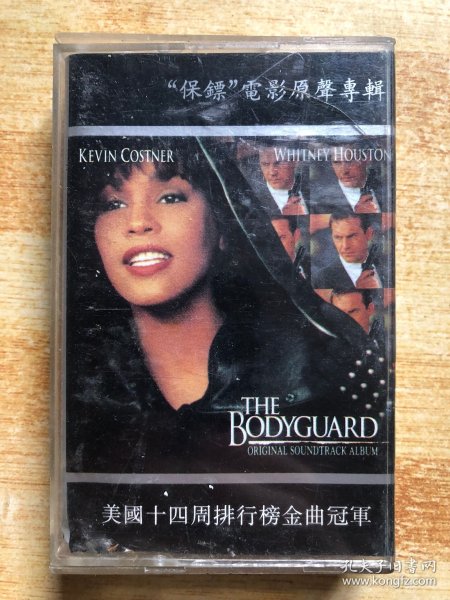 “保鏢”電影原聲專輯
KEVIN COSTNER WHITNEY HOUSTON
THE
BODYGUARD
ORIGINAL SOUNDTRACK ALBUM
美國十四周排行榜金曲冠軍
孔夫子旧书网
www.kongfz.com